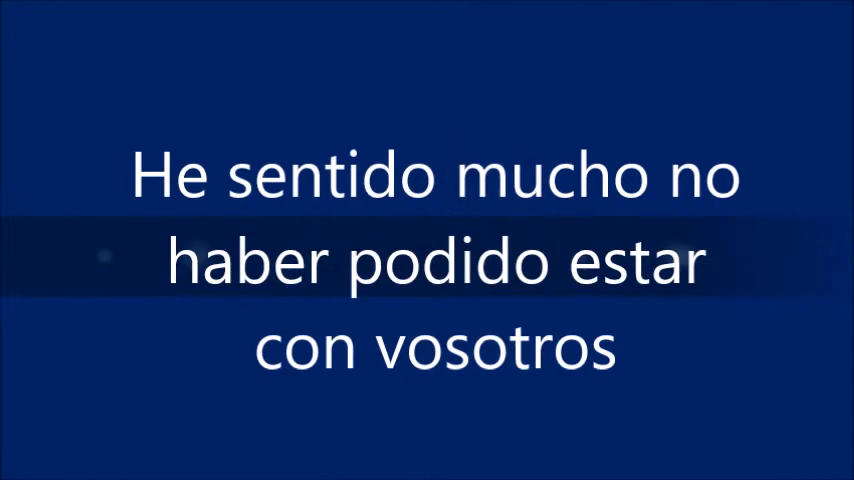 He sentido mucho no
haber podido estar
con vosotros